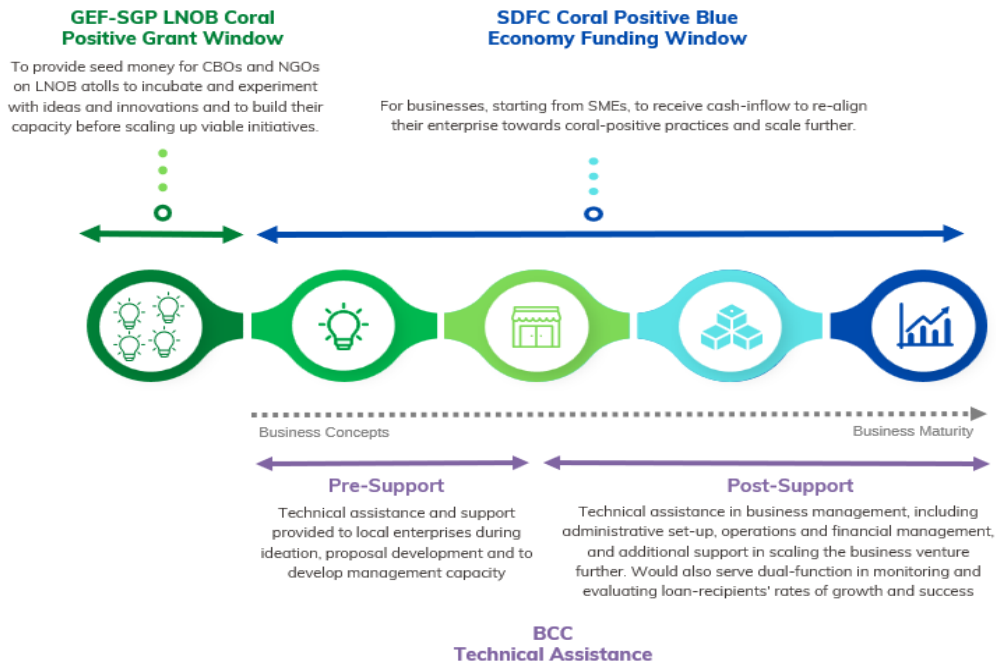 GEF-SGP LNOB Coral
Positive Grant Window
To provide seed money for CBOs and NGOs
on LNOB atolls to incubate and experiment
with ideas and innovations and to build their
capacity before scaling up viable initiatives.
SDFC Coral Positive Blue
Economy Funding Window
For businesses, starting from SMEs, to receive cash-inflow to re-align
their enterprise towards coral-positive practices and scale further.
Business Concepts
Business Maturity
Pre-Support
Technical assistance and support
provided to local enterprises during
ideation, proposal development and to
develop management capacity
Post-Support
Technical assistance in business management, including
administrative set-up, operations and financial management,
and additional support in scaling the business venture
further. Would also serve dual-function in monitoring and
evaluating loan-recipients' rates of growth and success
BCC
Technical Assistance